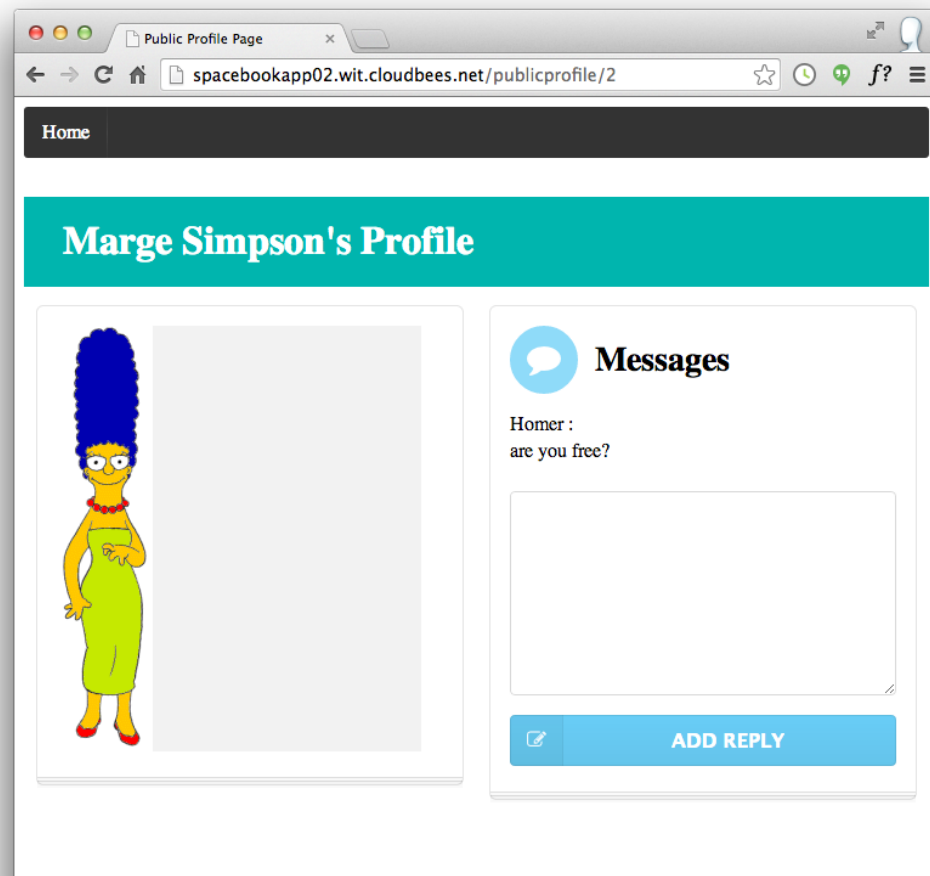 Public Profile Page
spacebookapp02.wit.cloudbees.net/publicprofile/2
f?
Home
Marge Simpson's Profile
Messages
Homer :
are you free?
ADD REPLY